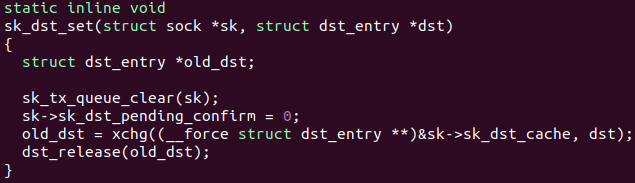 static inline void
sk_dst_set(struct sock *sk, struct dst_entry *dst)
{
  struct dst_entry *old_dst;

  sk_tx_queue_clear(sk);
  sk->sk_dst_pending_confirm = 0;
  old_dst = xchg((__force struct dst_entry **)&sk->sk_dst_cache, dst);
  dst_release(old_dst);
}